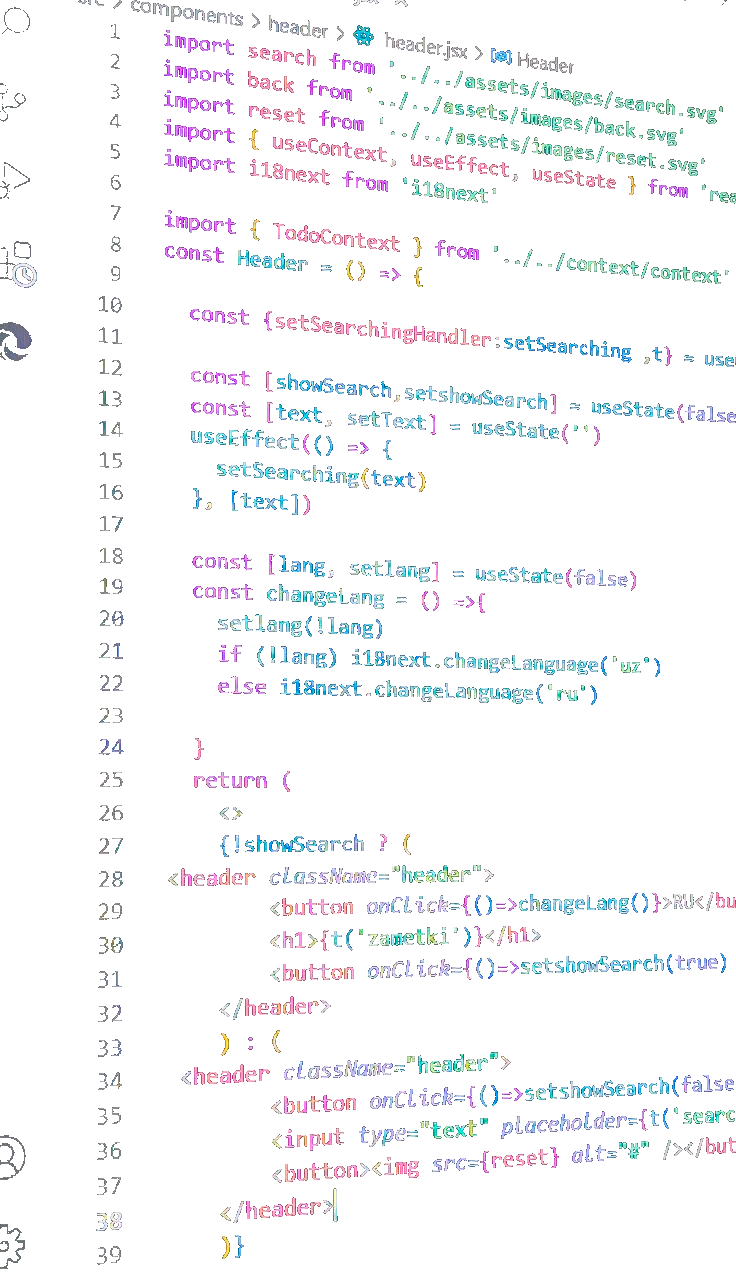 src > components > header > header.jsx > Header
1 import search from '../../assets/images/search.svg'
2 import back from '../../assets/images/back.svg'
3 import reset from '../../assets/images/reset.svg'
4 import { useContext, useEffect, useState } from 'rea
5 import i18next from 'i18next'
6
7 import { TodoContext } from '../../context/context'
8 const Header = () => {
9
10 const {setSearchingHandler:setSearching ,t} = use
11
12 const [showSearch,setshowSearch] = useState(false
13 const [text, setText] = useState('')
14 useEffect(() => {
15 setSearching(text)
16 }, [text])
17
18 const [lang, setlang] = useState(false)
19 const changeLang = () =>{
20 setlang(!lang)
21 if (!lang) i18next.changeLanguage('uz')
22 else i18next.changeLanguage('ru')
23
24 }
25 return (
26 <>
27 {!showSearch ? (
28 <header className="header">
29 <button onClick={()=>changeLang()}>RU</bu
30 <h1>{t('zametki')}</h1>
31 <button onClick={()=>setshowSearch(true)
32 </header>
33 ) : (
34 <header className="header">
35 <button onClick={()=>setshowSearch(false
36 <input type="text" placeholder={t('searc
37 <button><img src={reset} alt="#" /></but
38 </header>
39 )}